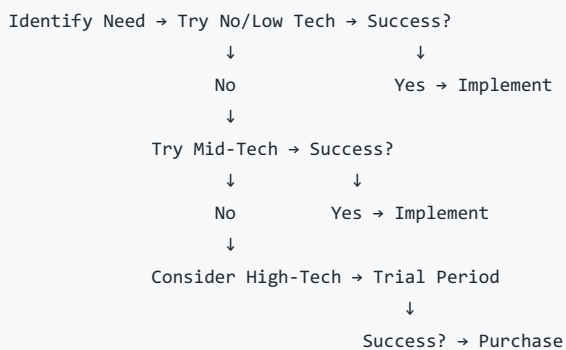 Identify Need → Try No/Low Tech → Success?
↓ ↓
No Yes → Implement
↓
Try Mid-Tech → Success?
↓ ↓
No Yes → Implement
↓
Consider High-Tech → Trial Period
↓
Success? → Purchase